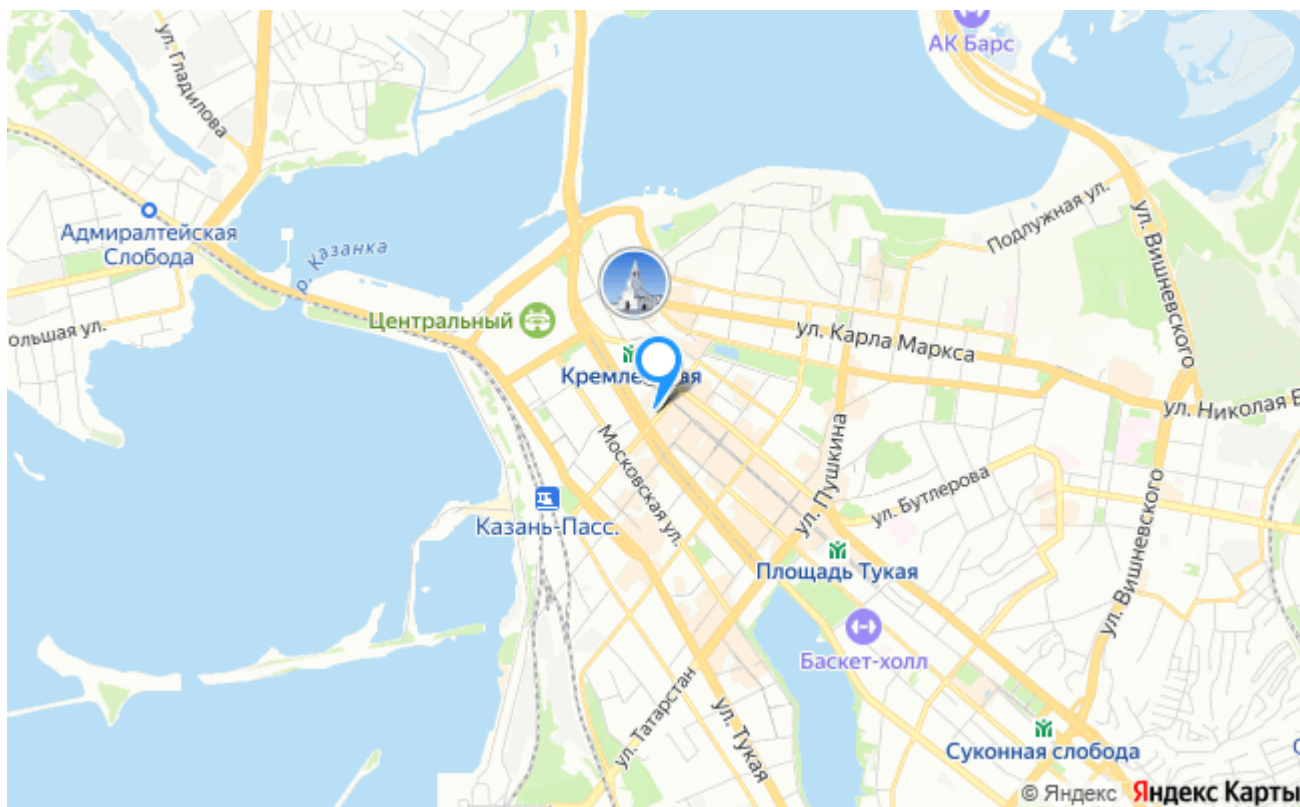 АК Барс
ул. Гладилова
Адмиралтейская
Слобода
р. Казанка
Подлужная ул.
ул. Вишневского
ольшая ул.
Центральный
ул. Карла Маркса
ул. Николая Е
Московская ул.
ул. Пушкина
ул. Бутлерова
Казань-Пасс.
Площадь Тукая
ул. Вишневского
Баскет-холл
ул. Татарстан
ул. Тукая
Суконная слобода
© Яндекс Яндекс Карты